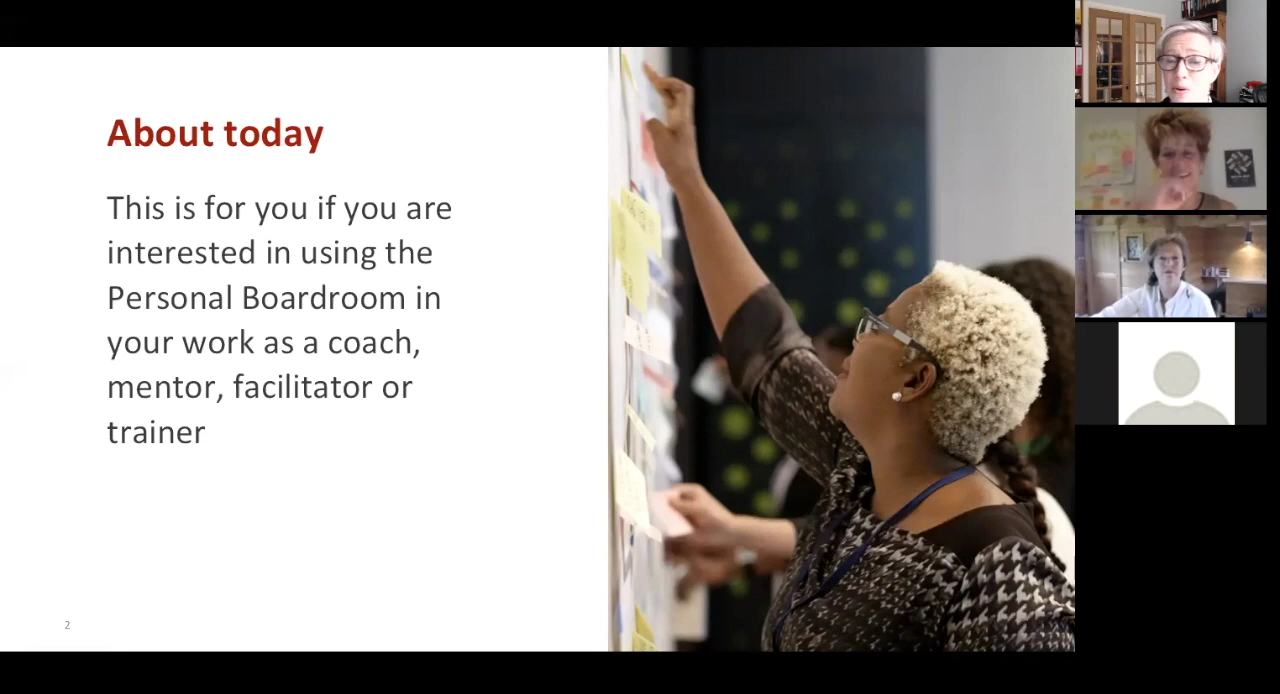 About today
This is for you if you are
interested in using the
Personal Boardroom in
your work as a coach,
mentor, facilitator or
trainer
2